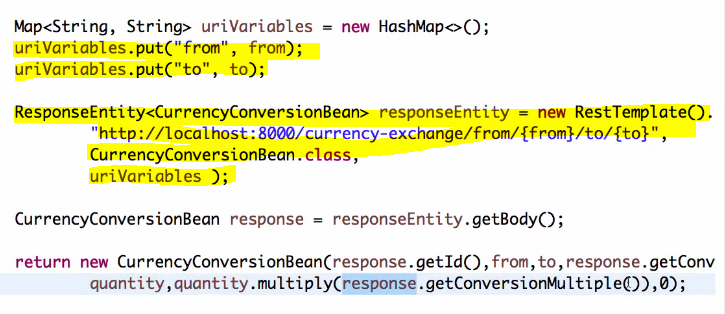 Map<String, String> uriVariables = new HashMap<>();
uriVariables.put("from", from);
uriVariables.put("to", to);
ResponseEntity<CurrencyConversionBean> responseEntity = new RestTemplate().
"http://localhost:8000/currency-exchange/from/{from}/to/{to}",
CurrencyConversionBean.class,
uriVariables );
CurrencyConversionBean response = responseEntity.getBody();
return new CurrencyConversionBean(response.getId(),from,to,response.getConv
quantity,quantity.multiply(response.getConversionMultiple()),0);